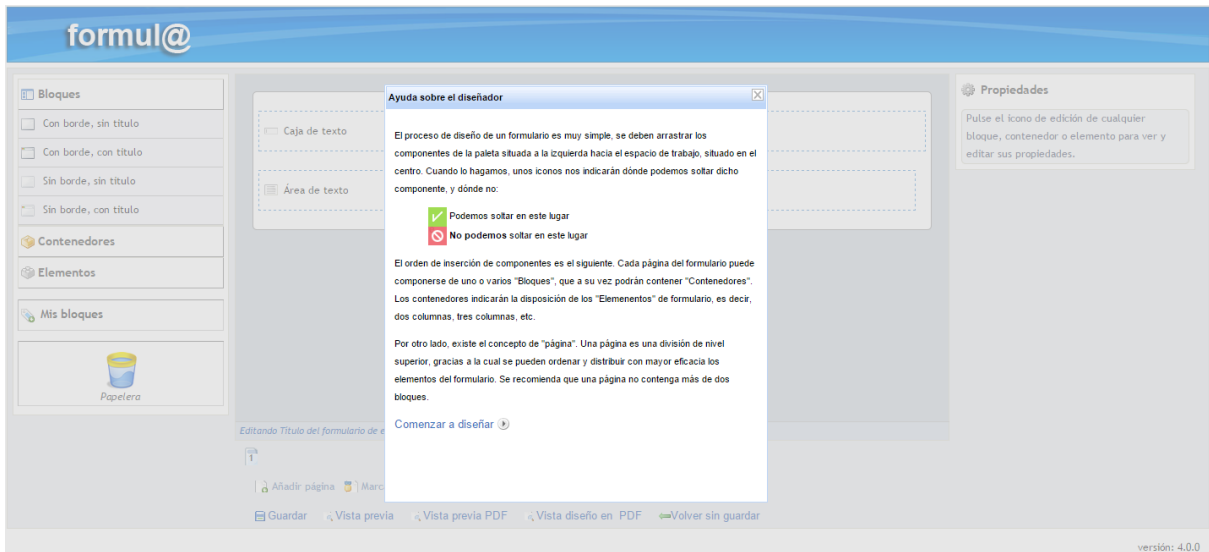 formul@
Bloques
Con borde, sin título
Con borde, con título
Sin borde, sin título
Sin borde, con título
Contenedores
Elementos
Mis bloques
Papelera
Caja de texto
Área de texto
Ayuda sobre el diseñador
El proceso de diseño de un formulario es muy simple, se deben arrastrar los
componentes de la paleta situada a la izquierda hacia el espacio de trabajo, situado en el
centro. Cuando lo hagamos, unos iconos nos indicarán dónde podemos soltar dicho
componente, y dónde no:
Podemos soltar en este lugar
No podemos soltar en este lugar
El orden de inserción de componentes es el siguiente. Cada página del formulario puede
componerse de uno o varios "Bloques", que a su vez podrán contener "Contenedores".
Los contenedores indicarán la disposición de los "Elemenentos" de formulario, es decir,
dos columnas, tres columnas, etc.
Por otro lado, existe el concepto de "página". Una página es una división de nivel
superior, gracias a la cual se pueden ordenar y distribuir con mayor eficacia los
elementos del formulario. Se recomienda que una página no contenga más de dos
bloques.
Comenzar a diseñar
Propiedades
Pulse el icono de edición de cualquier
bloque, contenedor o elemento para ver y
editar sus propiedades.
Editando Título del formulario de e
1
Añadir página Marc
Guardar Vista previa Vista previa PDF Vista diseño en PDF Volver sin guardar
versión: 4.0.0